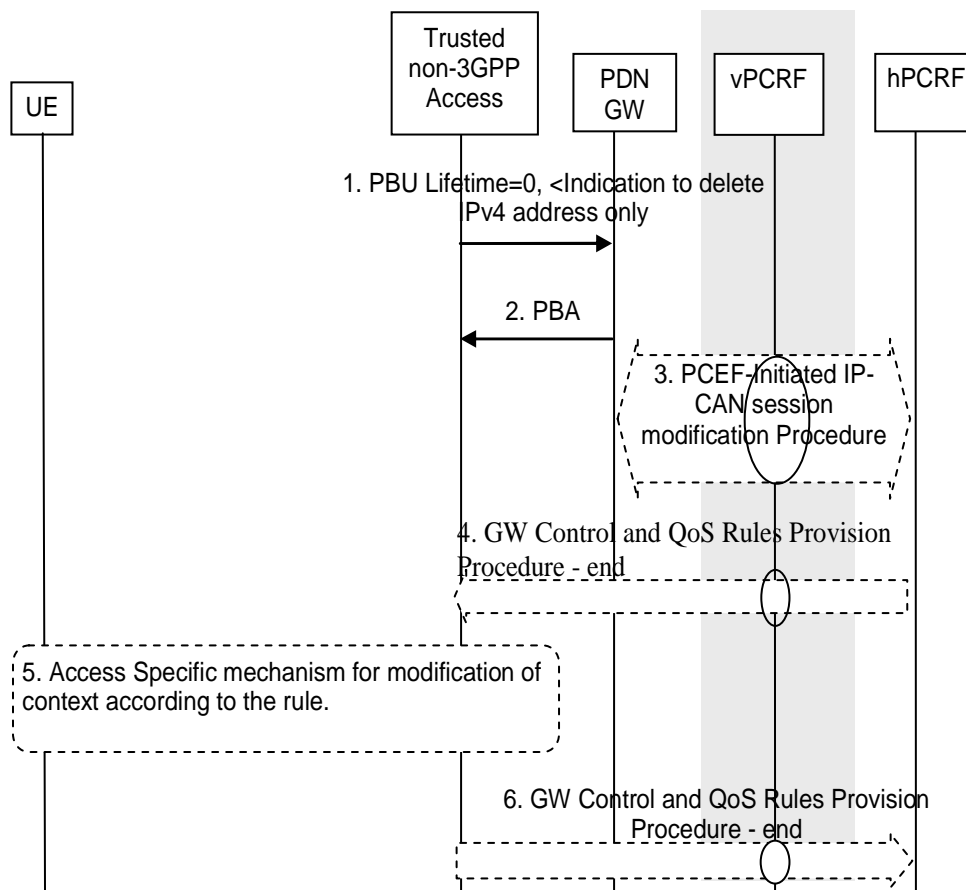 Trusted
non-3GPP
Access
UE
PDN
GW
vPCRF
hPCRF
1. PBU Lifetime=0, <Indication to delete
IPv4 address only
2. PBA
3. PCEF-Initiated IP-
CAN session
modification Procedure
4. GW Control and QoS Rules Provision
Procedure - end
5. Access Specific mechanism for modification of
context according to the rule.
6. GW Control and QoS Rules Provision
Procedure - end